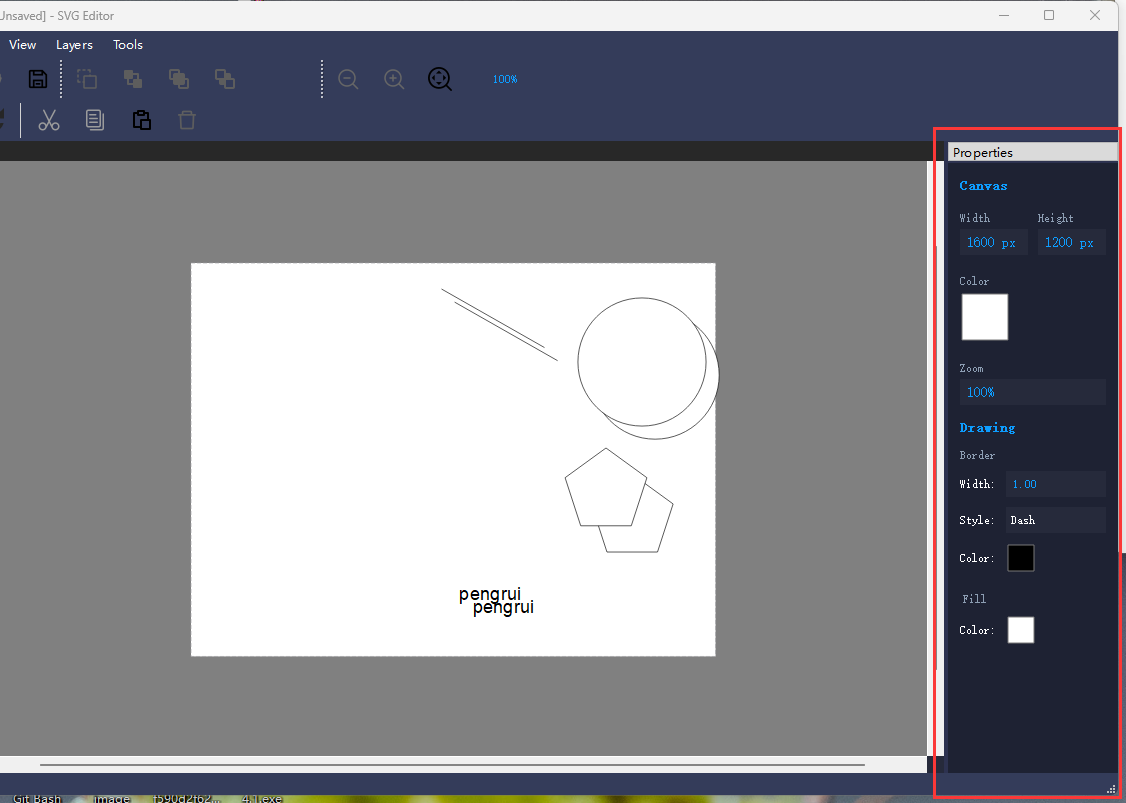 Unsaved] - SVG Editor
View Layers Tools
100%
Properties
Canvas
Width Height
1600 px 1200 px
Color
Zoom
100%
Drawing
Border
Width: 1.00
Style: Dash
Color:
Fill
Color:
pengrui
pengrui
Git Bash image f590d2f62... 4.1.exe